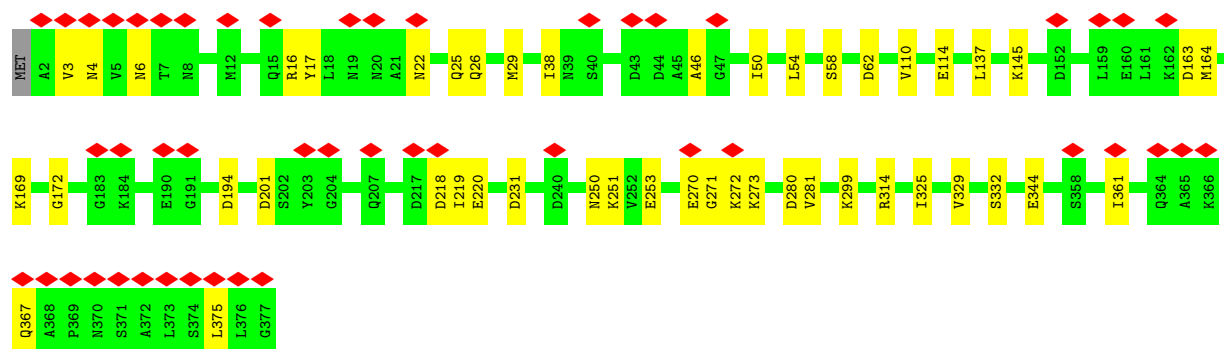 MET A2 V3 N4 V5 N6 T7 N8 M12 Q15 R16 Y17 L18 N19 N20 A21 N22 Q25 Q26 M29 I38 N39 S40 D43 D44 A45 A46 G47 I50 L54 S58 D62 V110 E114 L137 K145 D152 L159 E160 L161 K162 D163 M164
K169 G172 G183 K184 E190 G191 D194 D201 S202 Y203 G204 Q207 D217 D218 I219 E220 D231 D240 N250 K251 V252 E253 E270 G271 K272 K273 D280 V281 K299 R314 I325 V329 S332 E344 S358 I361 Q364 A365 K366
Q367 A368 P369 N370 S371 A372 L373 S374 L375 L376 G377